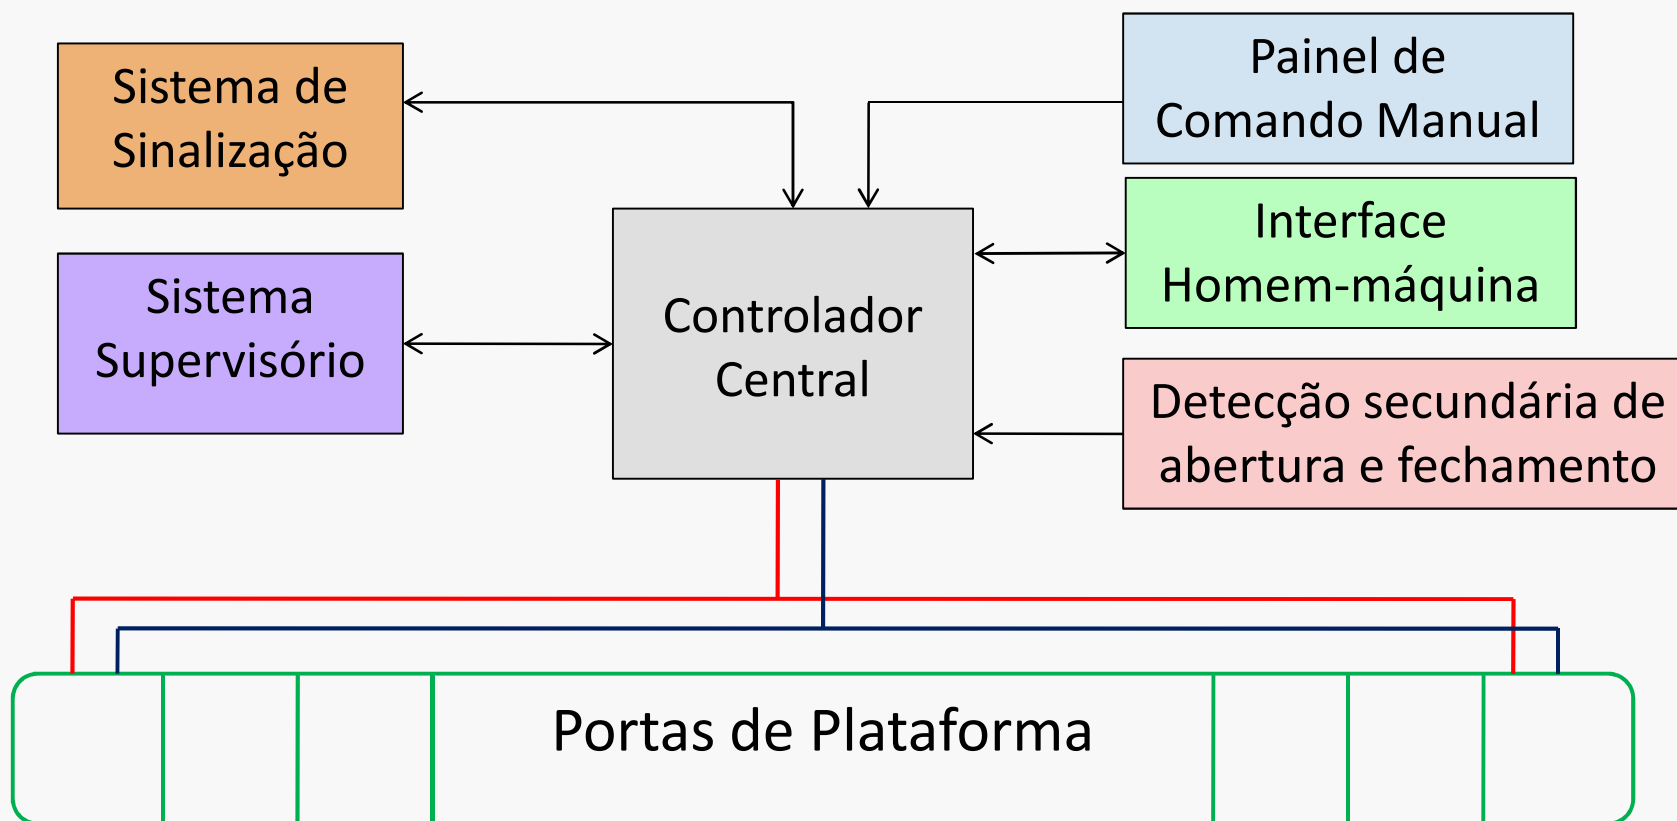 Sistema de
Sinalização
Painel de
Comando Manual
Interface
Homem-máquina
Sistema
Supervisório
Controlador
Central
Detecção secundária de
abertura e fechamento
Portas de Plataforma